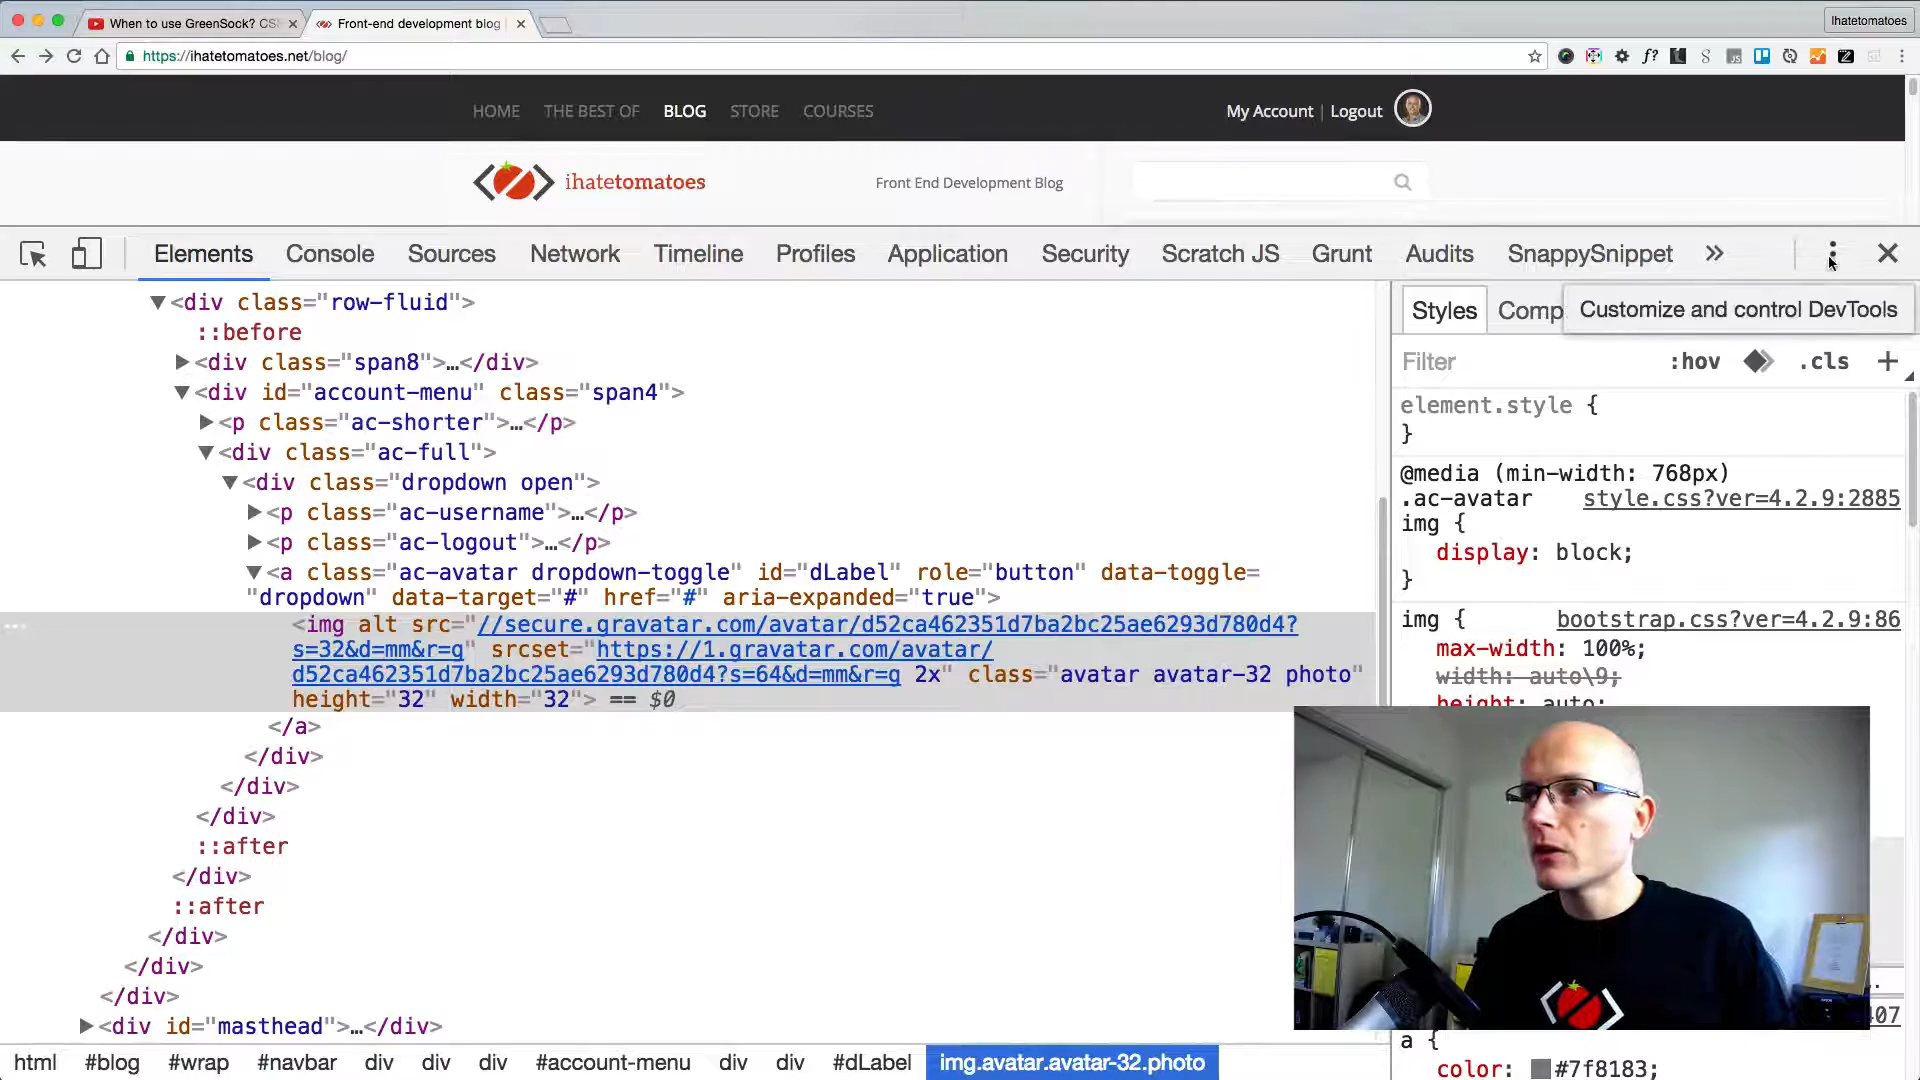 When to use GreenSock? CS
Front-end development blog
Ihatetomatoes
https://ihatetomatoes.net/blog/
f?
HOME THE BEST OF BLOG STORE COURSES My Account | Logout
ihatetomatoes Front End Development Blog
Elements Console Sources Network Timeline Profiles Application Security Scratch JS Grunt Audits SnappySnippet »
Customize and control DevTools
<div class="row-fluid">
::before
<div class="span8">…</div>
<div id="account-menu" class="span4">
<p class="ac-shorter">…</p>
<div class="ac-full">
<div class="dropdown open">
<p class="ac-username">…</p>
<p class="ac-logout">…</p>
<a class="ac-avatar dropdown-toggle" id="dLabel" role="button" data-toggle=
"dropdown" data-target="#" href="#" aria-expanded="true">
<img alt src="//secure.gravatar.com/avatar/d52ca462351d7ba2bc25ae6293d780d4?
s=32&d=mm&r=g" srcset="https://1.gravatar.com/avatar/
d52ca462351d7ba2bc25ae6293d780d4?s=64&d=mm&r=g 2x" class="avatar avatar-32 photo"
height="32" width="32"> == $0
</a>
</div>
</div>
</div>
::after
</div>
::after
</div>
</div>
</div>
<div id="masthead">…</div>
html #blog #wrap #navbar div div div #account-menu div div #dLabel img.avatar.avatar-32.photo
Styles Comp
Filter :hov .cls +
element.style {
}
@media (min-width: 768px)
.ac-avatar style.css?ver=4.2.9:2885
img {
display: block;
}
img { bootstrap.css?ver=4.2.9:86
max-width: 100%;
width: auto\9;
height: auto;
407
a {
color: #7f8183;